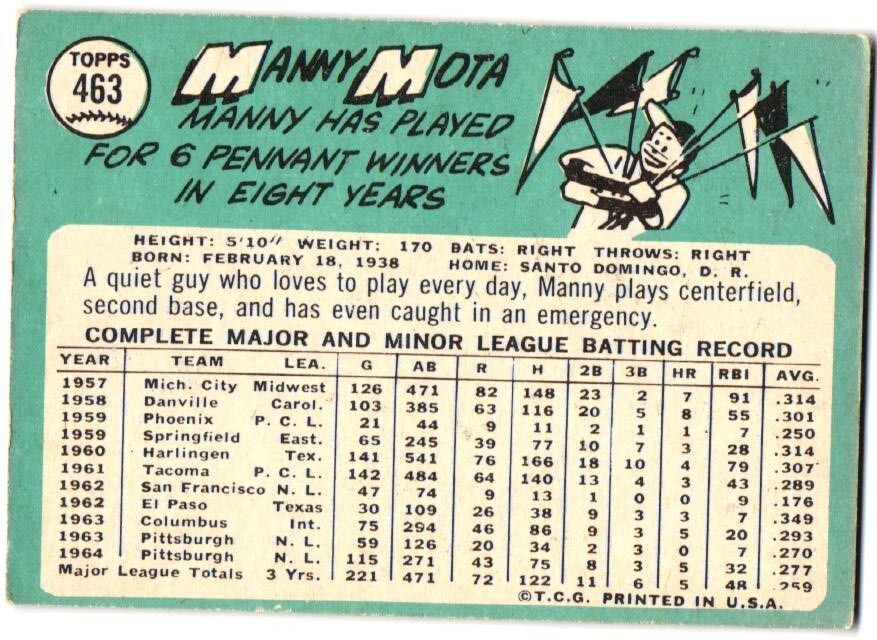 TOPPS
463
MANNY MOTA
MANNY HAS PLAYED
FOR 6 PENNANT WINNERS
IN EIGHT YEARS
HEIGHT: 5'10" WEIGHT: 170 BATS: RIGHT THROWS: RIGHT
BORN: FEBRUARY 18, 1938 HOME: SANTO DOMINGO, D. R.
A quiet guy who loves to play every day, Manny plays centerfield,
second base, and has even caught in an emergency.
COMPLETE MAJOR AND MINOR LEAGUE BATTING RECORD
YEAR TEAM LEA. G AB R H 2B 3B HR RBI AVG.
1957 Mich. City Midwest 126 471 82 148 23 2 7 91 .314
1958 Danville Carol. 103 385 63 116 20 5 8 55 .301
1959 Phoenix P. C. L. 21 44 9 11 2 1 1 7 .250
1959 Springfield East. 65 245 39 77 10 7 3 28 .314
1960 Harlingen Tex. 141 541 76 166 18 10 4 79 .307
1961 Tacoma P. C. L. 142 484 64 140 13 4 3 43 .289
1962 San Francisco N. L. 47 74 9 13 1 0 0 9 .176
1962 El Paso Texas 30 109 26 38 9 3 3 7 .349
1963 Columbus Int. 75 294 46 86 9 3 5 20 .293
1963 Pittsburgh N. L. 59 126 20 34 2 3 0 7 .270
1964 Pittsburgh N. L. 115 271 43 75 8 3 5 32 .277
Major League Totals 3 Yrs. 221 471 72 122 11 6 5 48 .259
©T.C.G. PRINTED IN U.S.A.